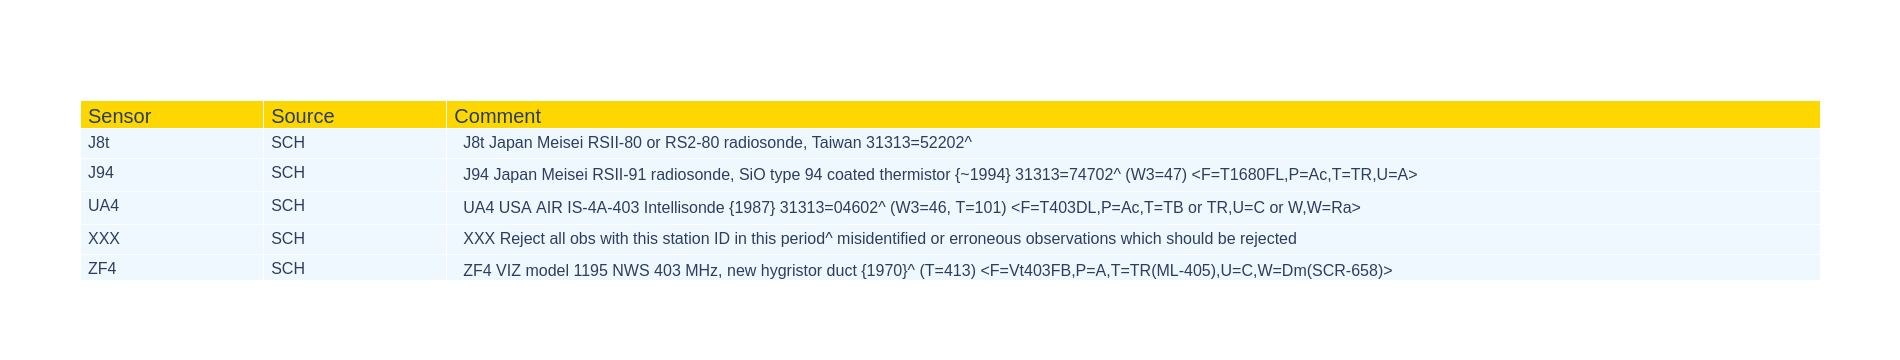 Sensor Source Comment
J8t SCH J8t Japan Meisei RSII-80 or RS2-80 radiosonde, Taiwan 31313=52202^
J94 SCH J94 Japan Meisei RSII-91 radiosonde, SiO type 94 coated thermistor {~1994} 31313=74702^ (W3=47) <F=T1680FL,P=Ac,T=TR,U=A>
UA4 SCH UA4 USA AIR IS-4A-403 Intellisonde {1987} 31313=04602^ (W3=46, T=101) <F=T403DL,P=Ac,T=TB or TR,U=C or W,W=Ra>
XXX SCH XXX Reject all obs with this station ID in this period^ misidentified or erroneous observations which should be rejected
ZF4 SCH ZF4 VIZ model 1195 NWS 403 MHz, new hygristor duct {1970}^ (T=413) <F=Vt403FB,P=A,T=TR(ML-405),U=C,W=Dm(SCR-658)>